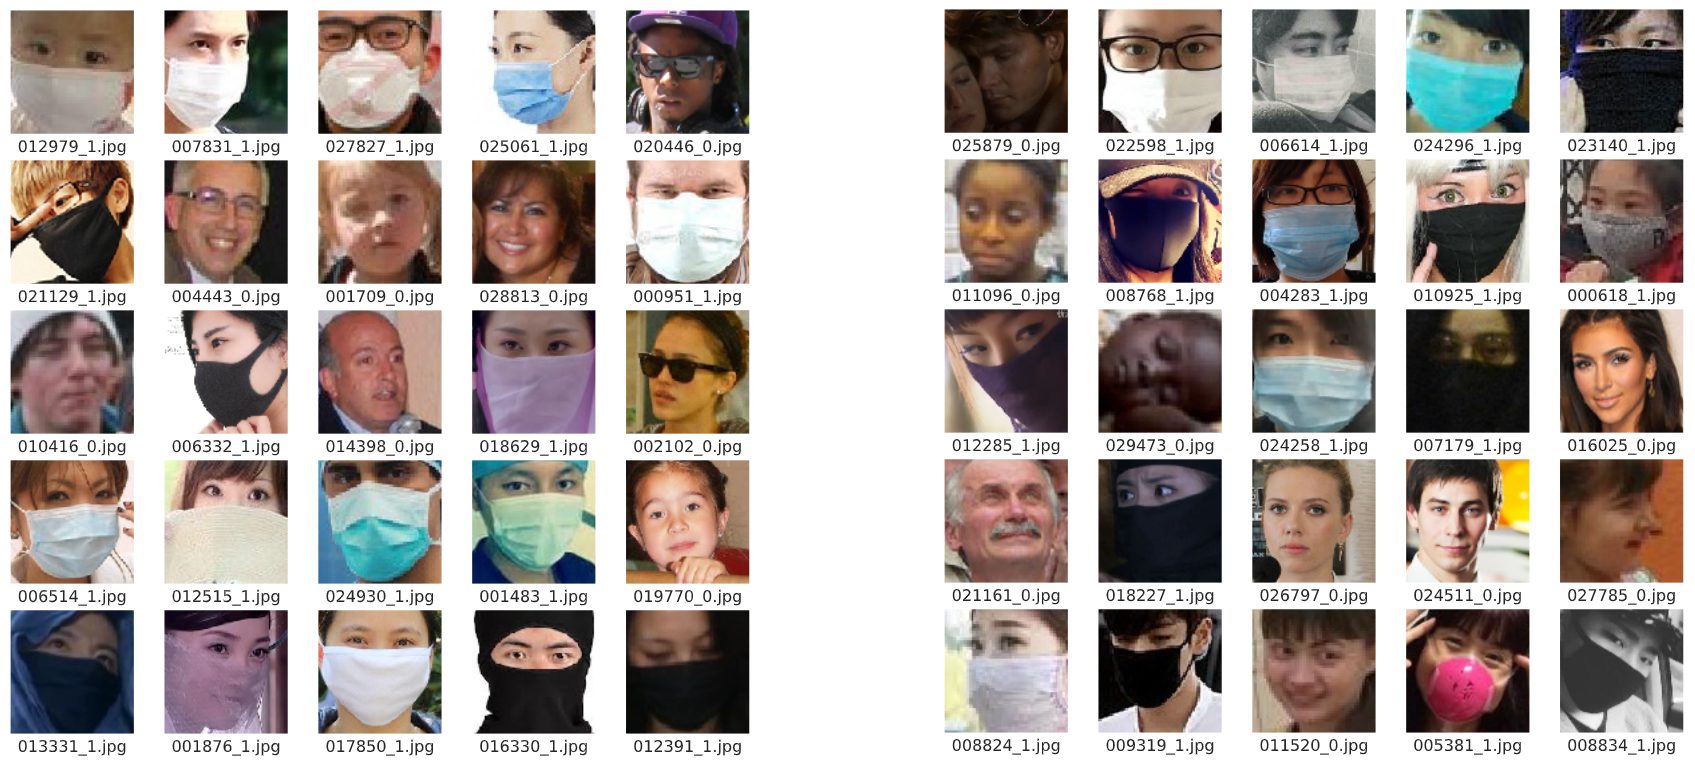 012979_1.jpg 007831_1.jpg 027827_1.jpg 025061_1.jpg 020446_0.jpg
021129_1.jpg 004443_0.jpg 001709_0.jpg 028813_0.jpg 000951_1.jpg
010416_0.jpg 006332_1.jpg 014398_0.jpg 018629_1.jpg 002102_0.jpg
006514_1.jpg 012515_1.jpg 024930_1.jpg 001483_1.jpg 019770_0.jpg
013331_1.jpg 001876_1.jpg 017850_1.jpg 016330_1.jpg 012391_1.jpg
025879_0.jpg 022598_1.jpg 006614_1.jpg 024296_1.jpg 023140_1.jpg
011096_0.jpg 008768_1.jpg 004283_1.jpg 010925_1.jpg 000618_1.jpg
012285_1.jpg 029473_0.jpg 024258_1.jpg 007179_1.jpg 016025_0.jpg
021161_0.jpg 018227_1.jpg 026797_0.jpg 024511_0.jpg 027785_0.jpg
008824_1.jpg 009319_1.jpg 011520_0.jpg 005381_1.jpg 008834_1.jpg